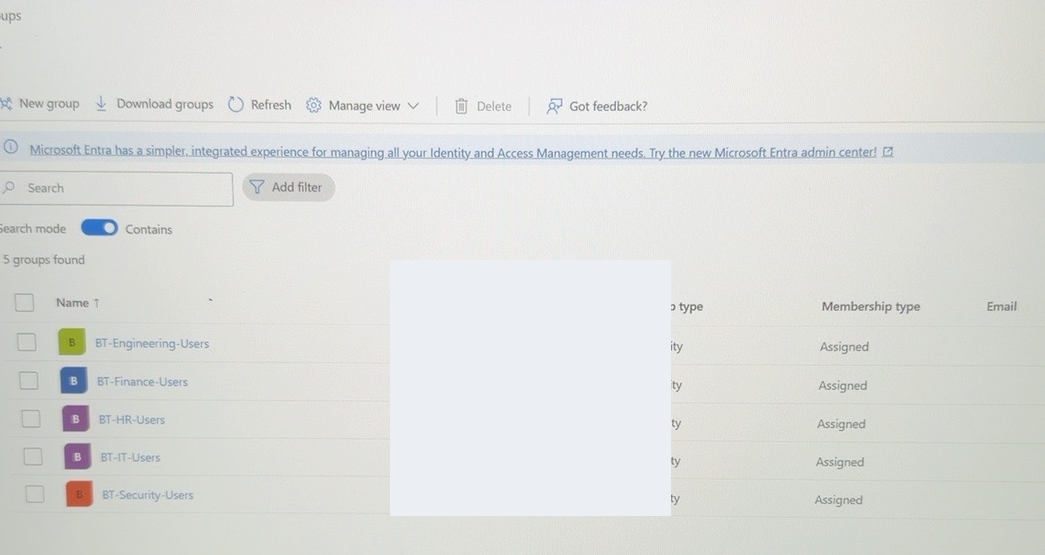 ups
New group Download groups Refresh Manage view Delete Got feedback?
Microsoft Entra has a simpler, integrated experience for managing all your Identity and Access Management needs. Try the new Microsoft Entra admin center!
Search Add filter
Search mode Contains
5 groups found
Name ↑ p type Membership type Email
B BT-Engineering-Users ity Assigned
B BT-Finance-Users ity Assigned
B BT-HR-Users ty Assigned
B BT-IT-Users ty Assigned
B BT-Security-Users ty Assigned